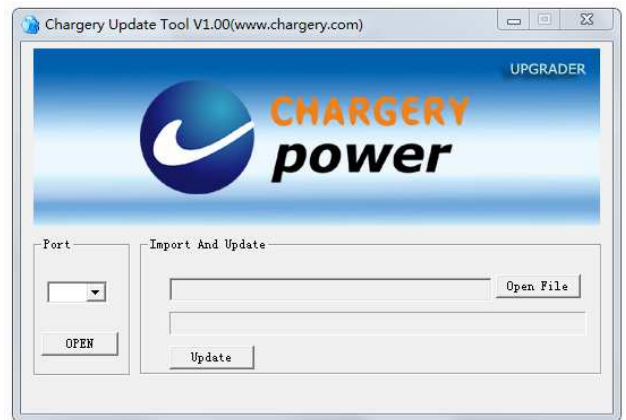 Chargery Update Tool V1.00(www.chargery.com)
UPGRADER
CHARGERY
power
Port
Import And Update
Open File
OPEN
Update